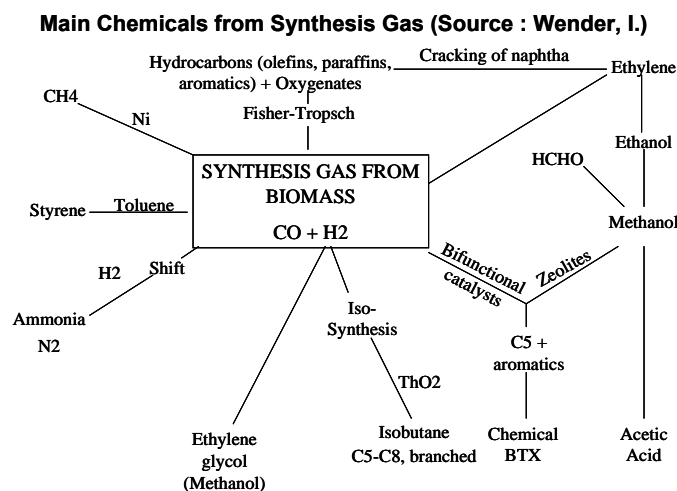 Main Chemicals from Synthesis Gas (Source : Wender, I.)
Hydrocarbons (olefins, paraffins,
aromatics) + Oxygenates
Cracking of naphtha
Ethylene
CH4
Ni
Fisher-Tropsch
Ethanol
HCHO
SYNTHESIS GAS FROM
BIOMASS
CO + H2
Styrene
Toluene
Methanol
H2
Shift
Bifunctional
catalysts
Zeolites
Ammonia
N2
Iso-
Synthesis
C5 +
aromatics
ThO2
Ethylene
glycol
(Methanol)
Isobutane
C5-C8, branched
Chemical
BTX
Acetic
Acid